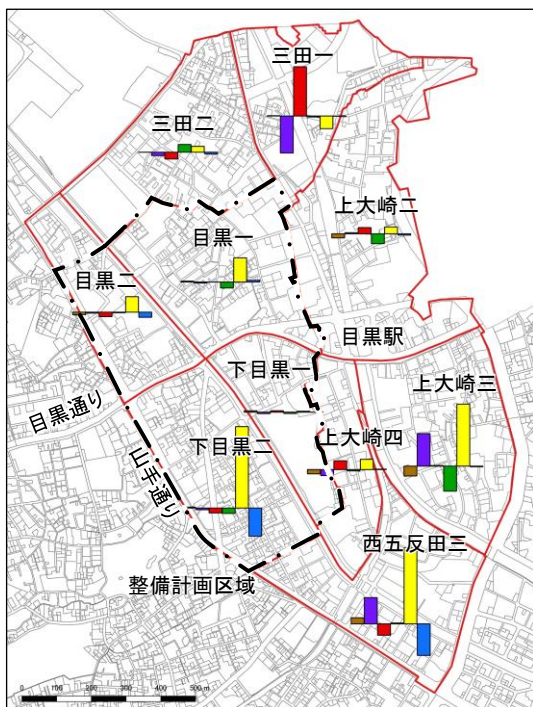 三田一
三田二
上大崎二
目黒一
目黒二
目黒駅
下目黒一
上大崎三
目黒通り
上大崎四
下目黒二
山手通り
西五反田三
整備計画区域
0 100 200 300 400 500 m